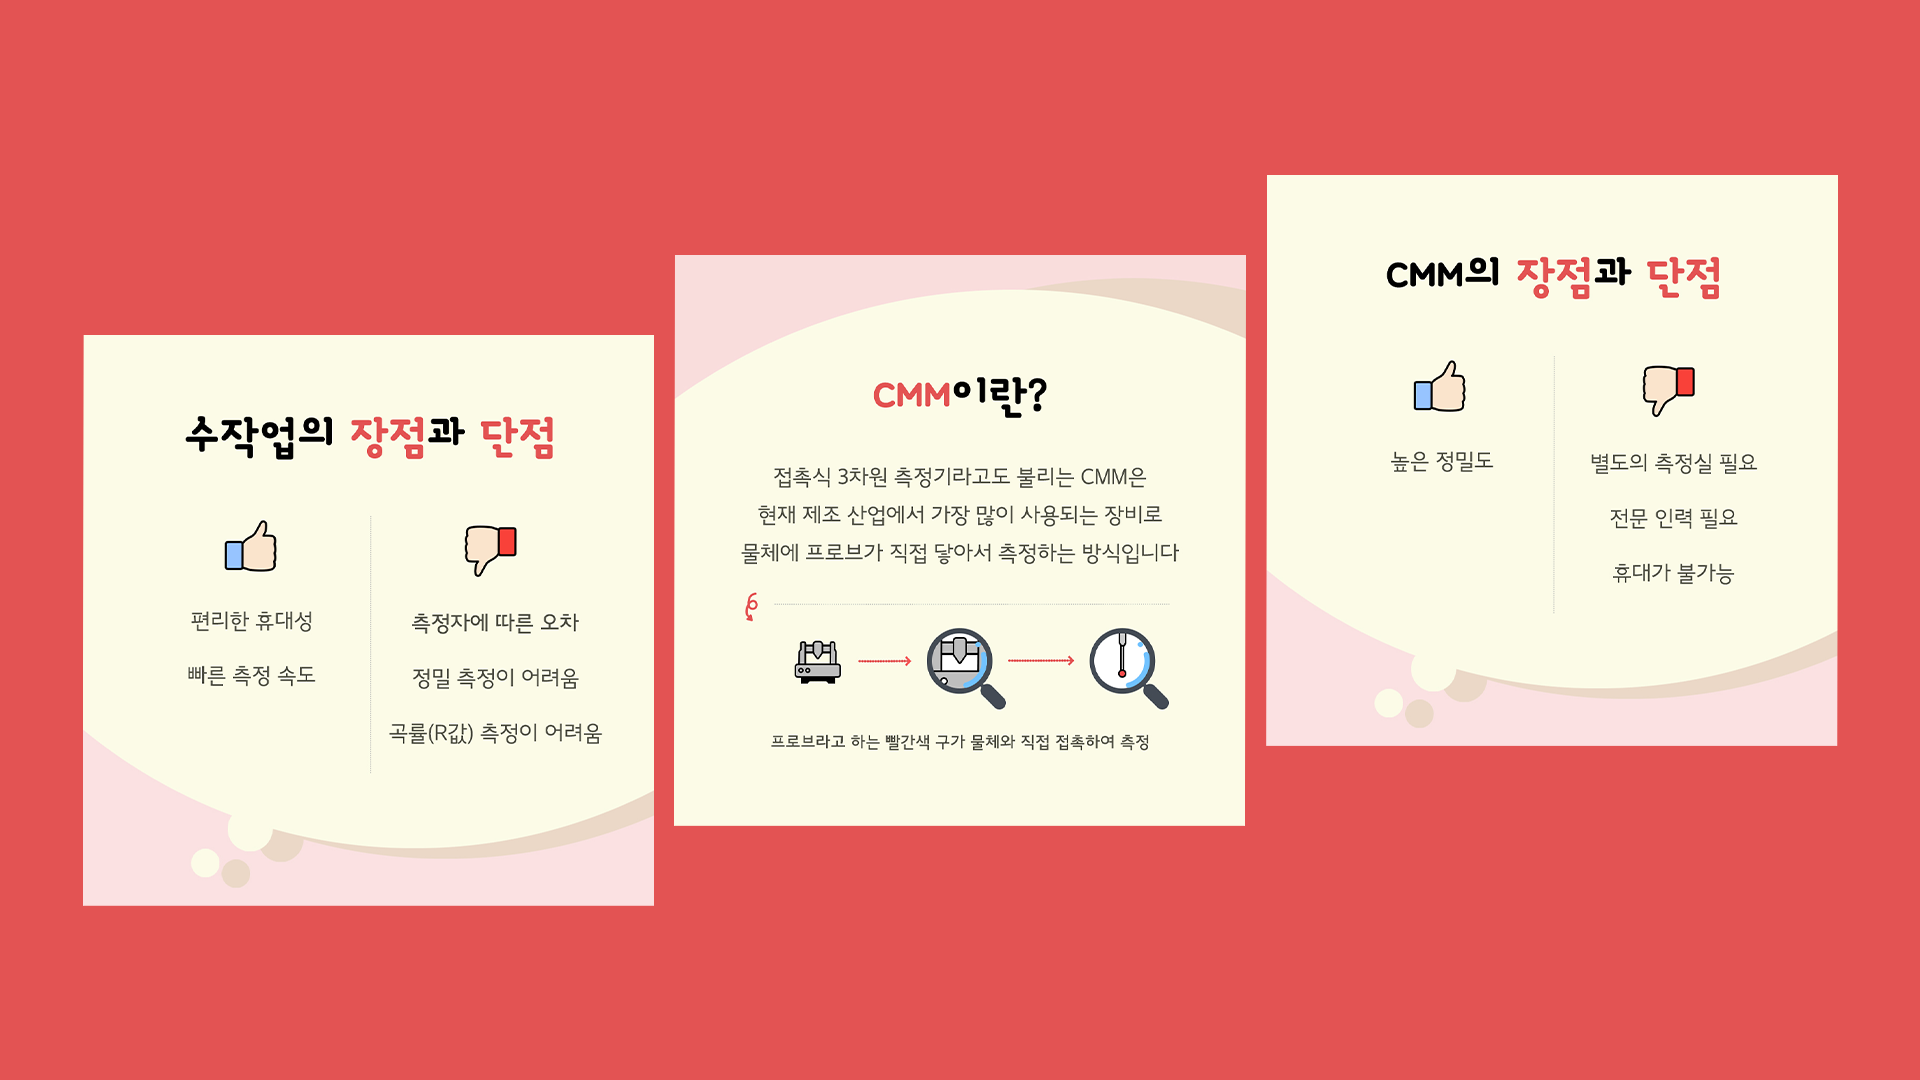 수작업의 장점과 단점
편리한 휴대성
빠른 측정 속도
측정자에 따른 오차
정밀 측정이 어려움
곡률(R값) 측정이 어려움
CMM이란?
접촉식 3차원 측정기라고도 불리는 CMM은
현재 제조 산업에서 가장 많이 사용되는 장비로
물체에 프로브가 직접 닿아서 측정하는 방식입니다
프로브라고 하는 빨간색 구가 물체와 직접 접촉하여 측정
CMM의 장점과 단점
높은 정밀도
별도의 측정실 필요
전문 인력 필요
휴대가 불가능